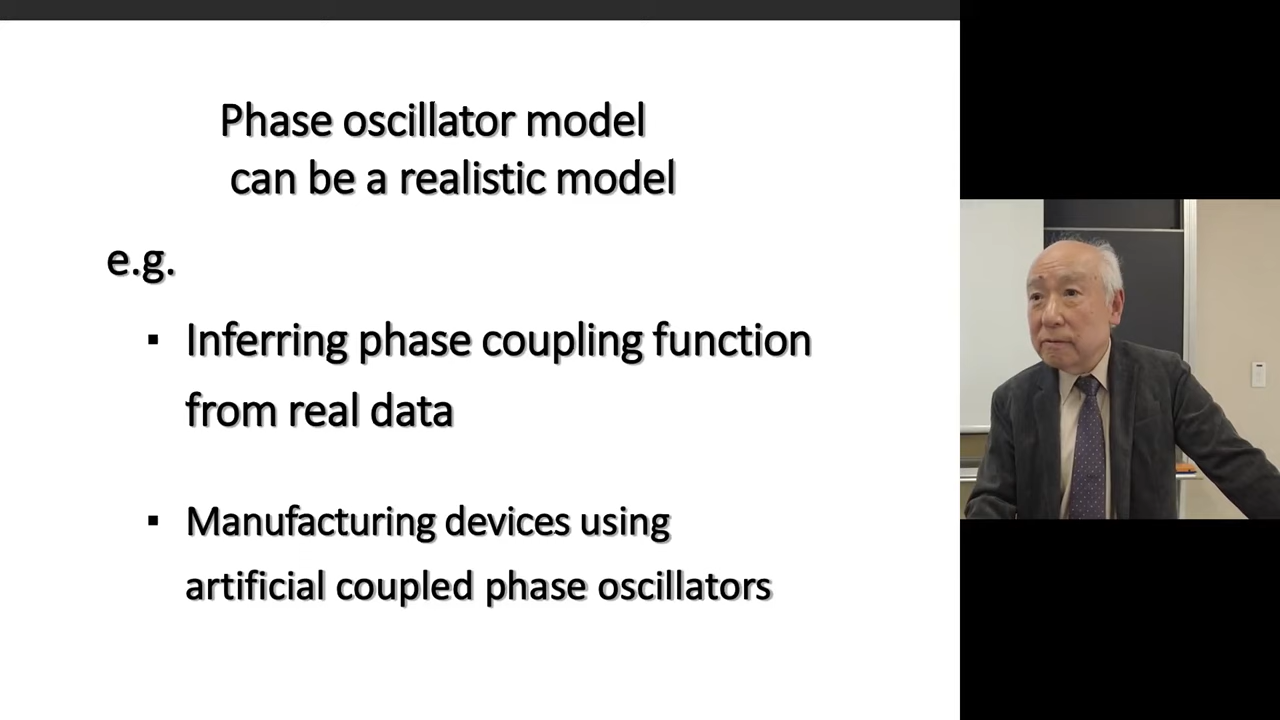 Phase oscillator model
can be a realistic model
e.g.
▪ Inferring phase coupling function
from real data
▪ Manufacturing devices using
artificial coupled phase oscillators